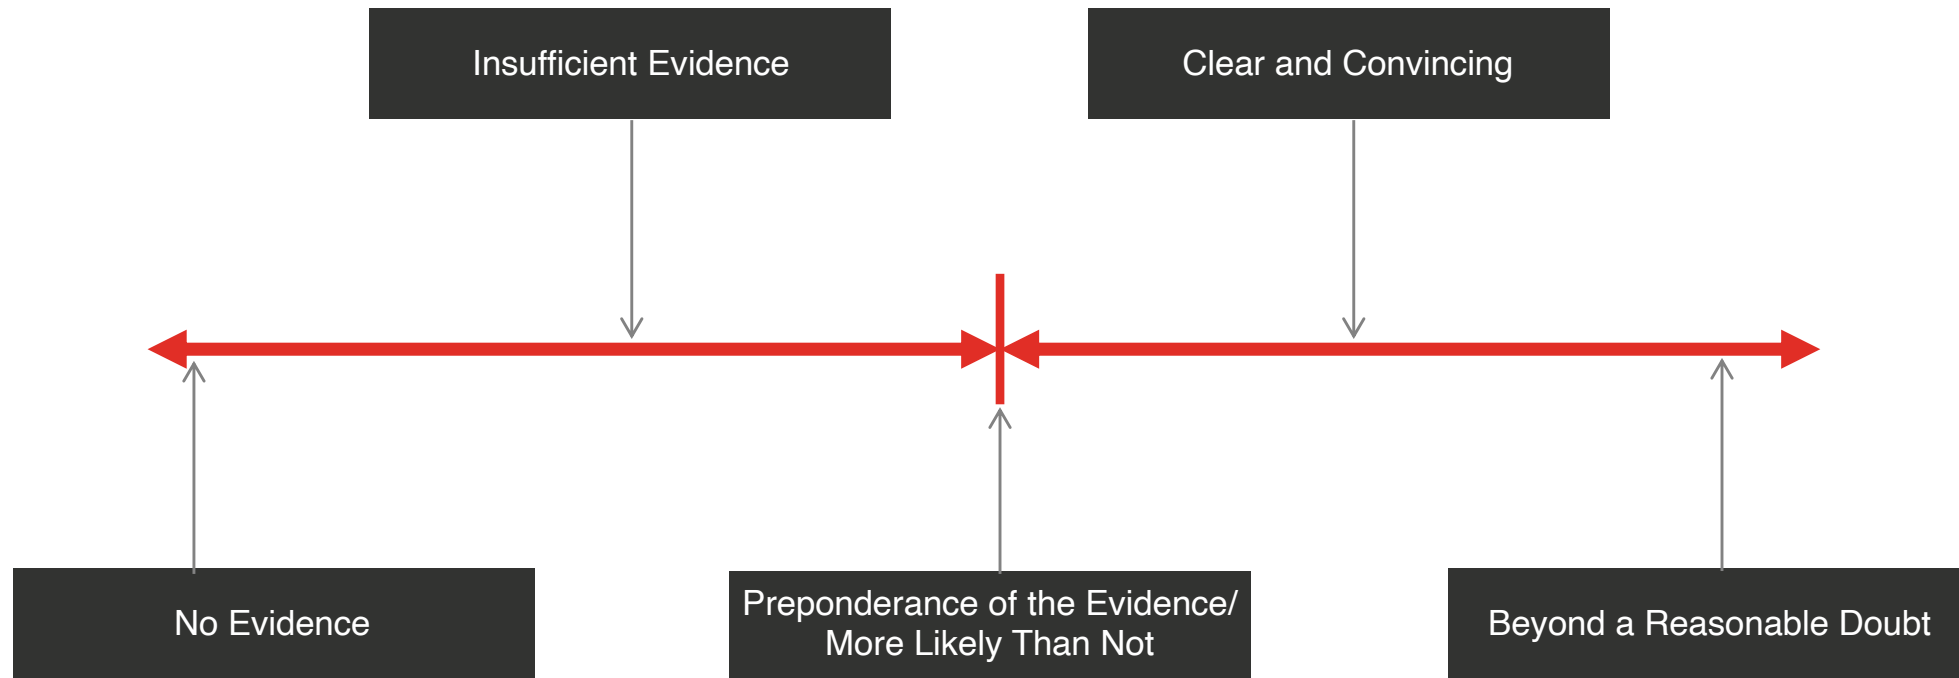 Insufficient Evidence
Clear and Convincing
No Evidence
Preponderance of the Evidence/
More Likely Than Not
Beyond a Reasonable Doubt